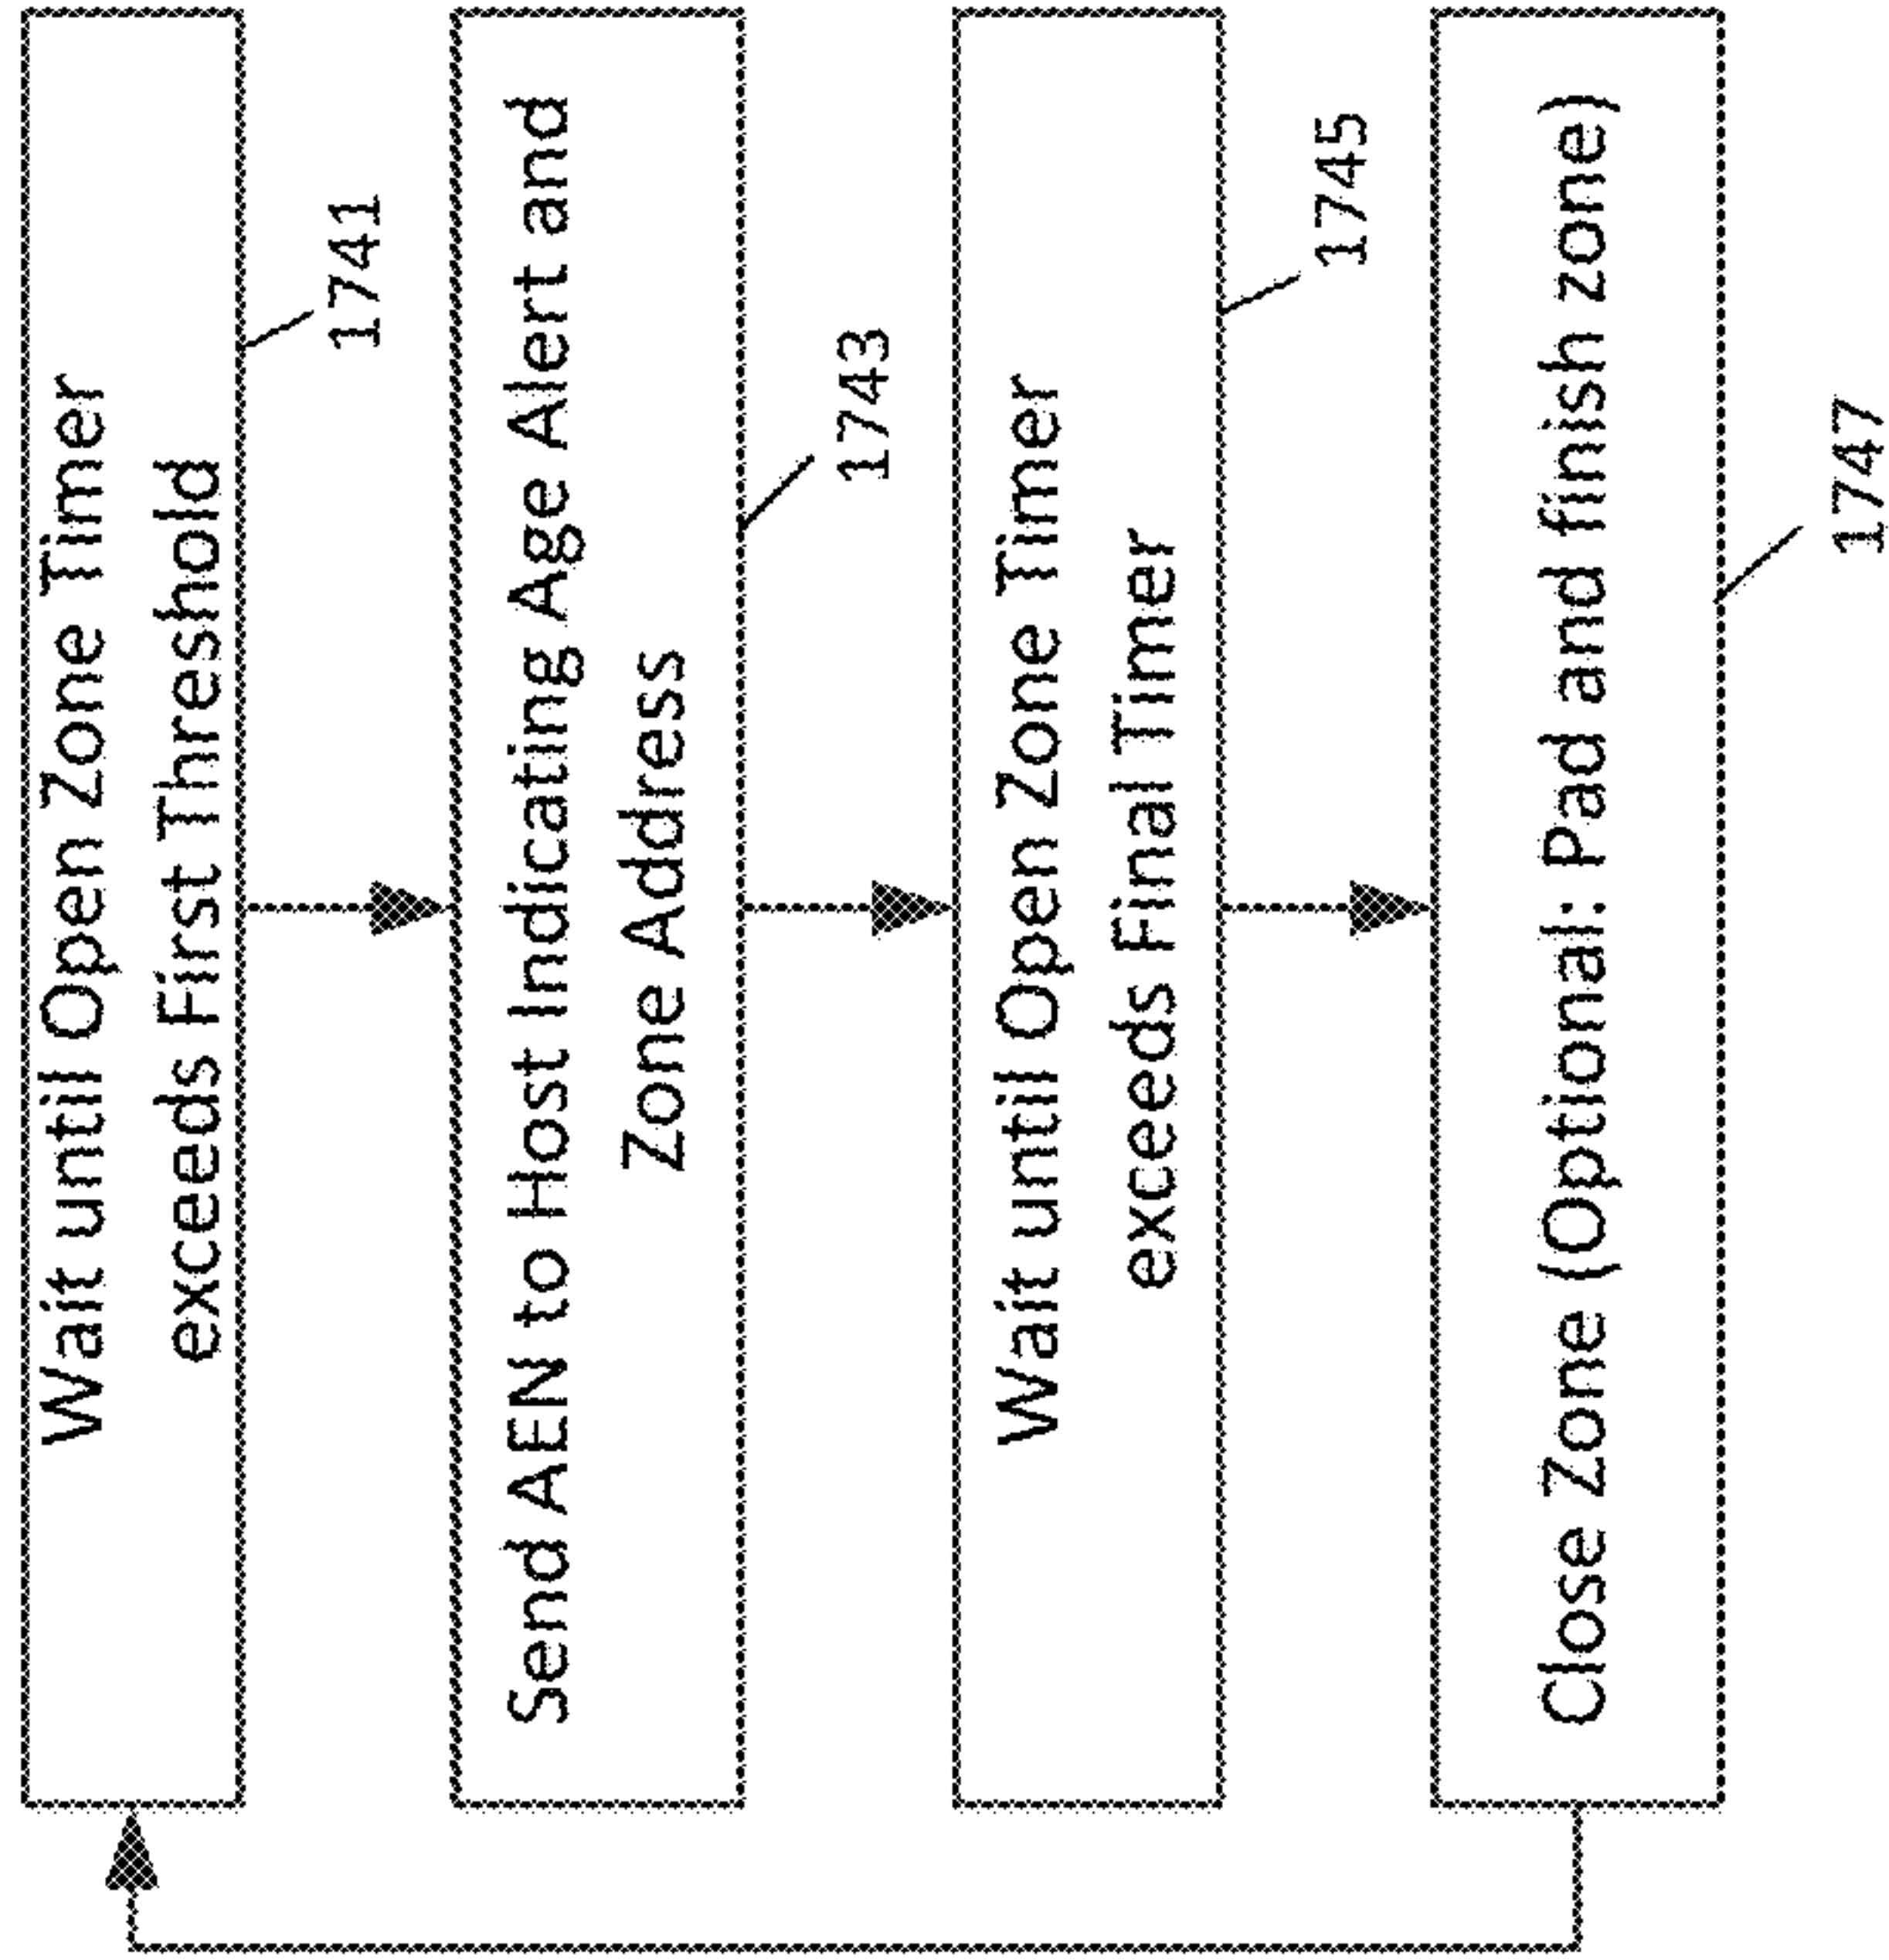 Wait until Open Zone Timer
exceeds First Threshold
1741
Send AEN to Host Indicating Age Alert and
Zone Address
1743
Wait until Open Zone Timer
exceeds Final Timer
1745
Close Zone (Optional: Pad and finish zone)
1747